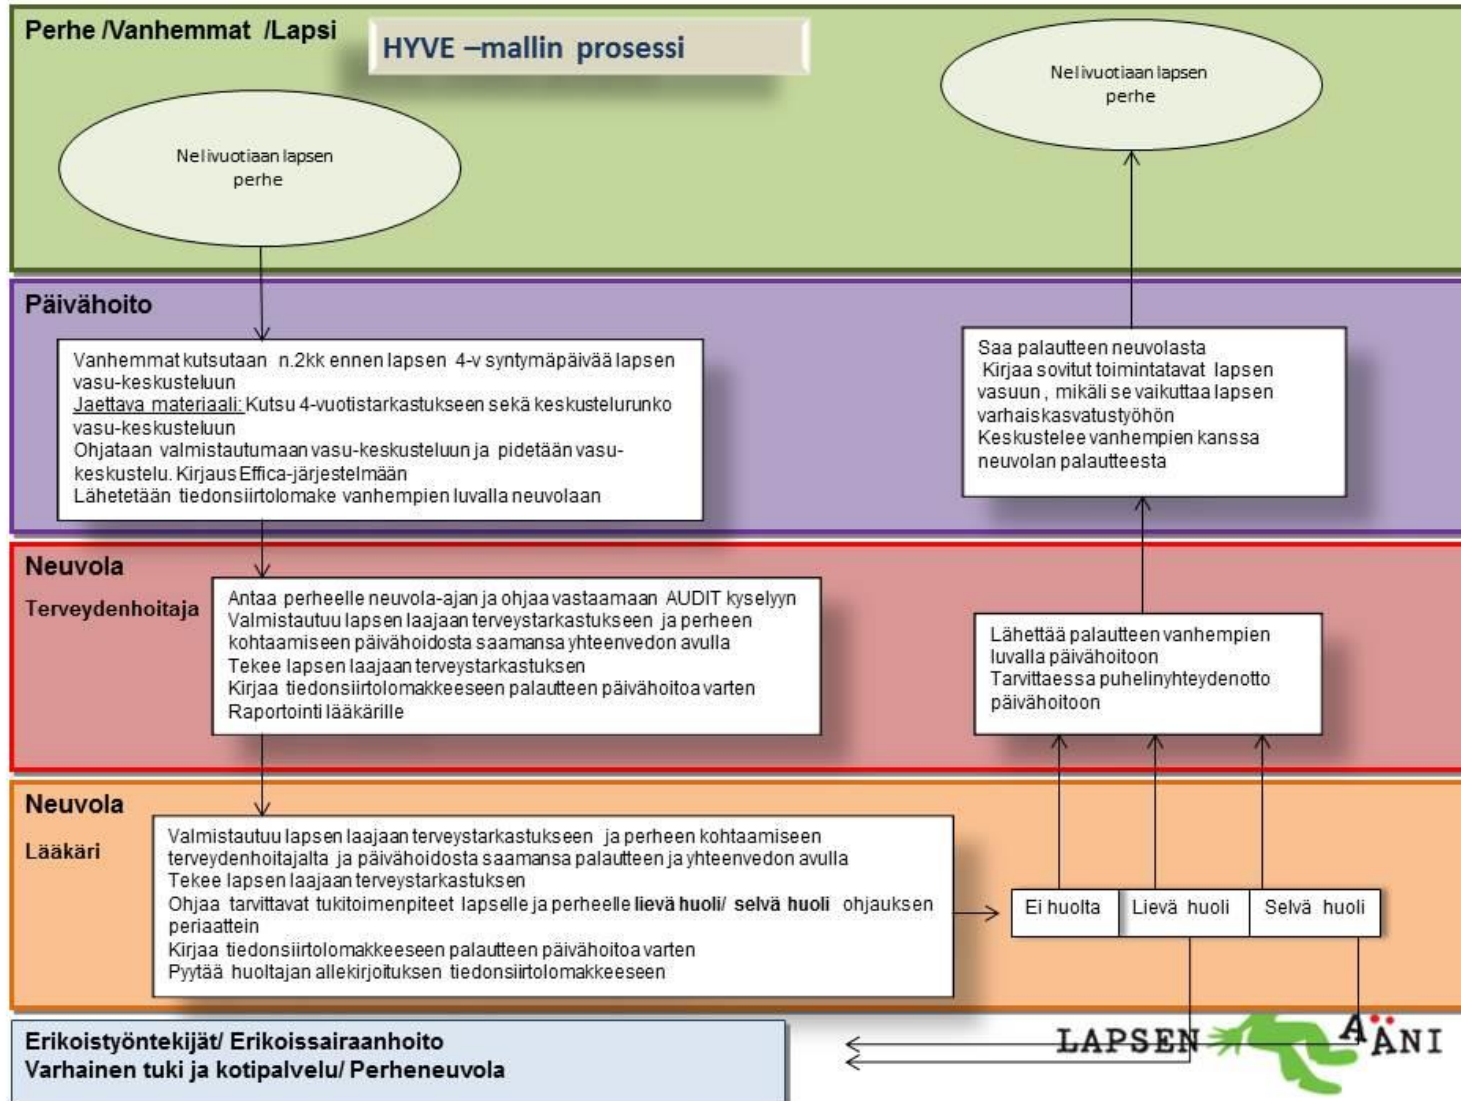 Perhe /Vanhemmat /Lapsi
HYVE –mallin prosessi
Nelivuotiaan lapsen
perhe
Nelivuotiaan lapsen
perhe
Päivähoito
Vanhemmat kutsutaan n.2kk ennen lapsen 4-v syntymäpäivää lapsen
vasu-keskusteluun
Jaettava materiaali: Kutsu 4-vuotistarkastukseen sekä keskustelurunko
vasu-keskusteluun
Ohjataan valmistautumaan vasu-keskusteluun ja pidetään vasu-
keskustelu. Kirjaus Effica-järjestelmään
Lähetetään tiedonsiirtolomake vanhempien luvalla neuvolaan
Saa palautteen neuvolasta
Kirjaa sovitut toimintatavat lapsen
vasuun , mikäli se vaikuttaa lapsen
varhaiskasvatustyöhön
Keskustelee vanhempien kanssa
neuvolan palautteesta
Neuvola
Terveydenhoitaja
Antaa perheelle neuvola-ajan ja ohjaa vastaamaan AUDIT kyselyyn
Valmistautuu lapsen laajaan terveystarkastukseen ja perheen
kohtaamiseen päivähoidosta saamansa yhteenvedon avulla
Tekee lapsen laajaan terveystarkastuksen
Kirjaa tiedonsiirtolomakkeeseen palautteen päivähoitoa varten
Raportointi lääkärille
Lähettää palautteen vanhempien
luvalla päivähoitoon
Tarvittaessa puhelinyhteydenotto
päivähoitoon
Neuvola
Lääkäri
Valmistautuu lapsen laajaan terveystarkastukseen ja perheen kohtaamiseen
terveydenhoitajalta ja päivähoidosta saamansa palautteen ja yhteenvedon avulla
Tekee lapsen laajaan terveystarkastuksen
Ohjaa tarvittavat tukitoimenpiteet lapselle ja perheelle lievä huoli/ selvä huoli ohjauksen
periaattein
Kirjaa tiedonsiirtolomakkeeseen palautteen päivähoitoa varten
Pyytää huoltajan allekirjoituksen tiedonsiirtolomakkeeseen
Ei huolta
Lievä huoli
Selvä huoli
Erikoistyöntekijät/ Erikoissairaanhoito
Varhainen tuki ja kotipalvelu/ Perheneuvola
LAPSEN ÄÄNI